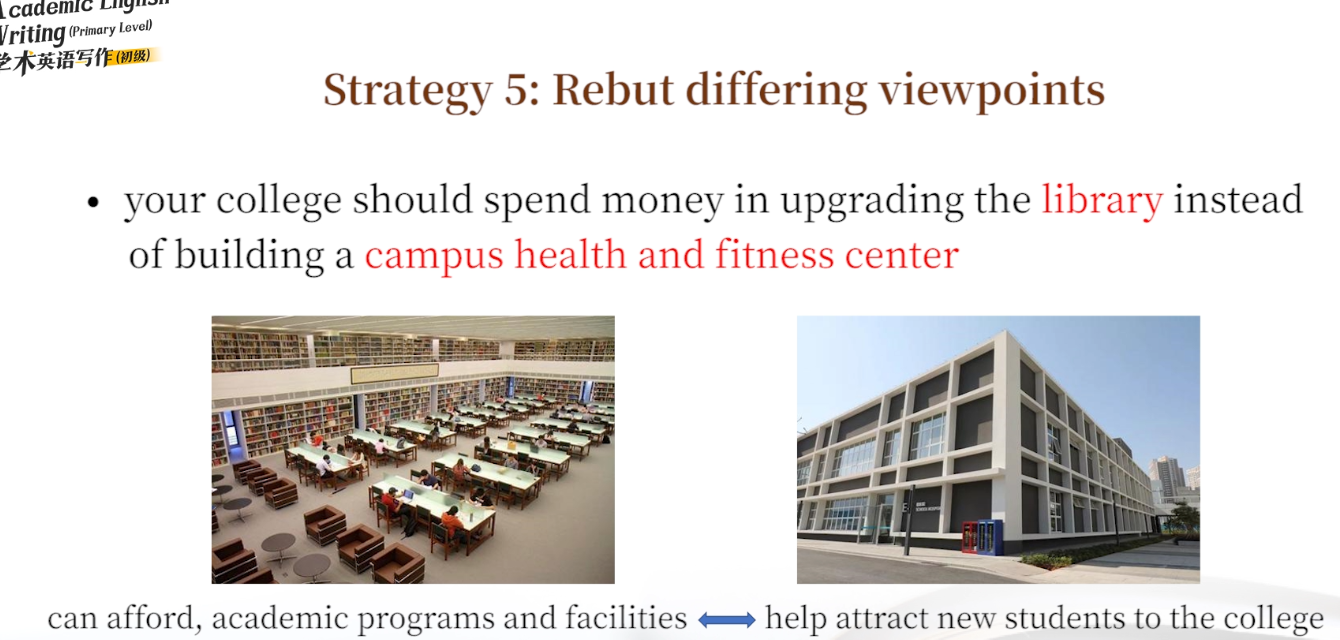 Academic English
Writing (Primary Level)
艺术英语写作(初级)
Strategy 5: Rebut differing viewpoints
• your college should spend money in upgrading the library instead
of building a campus health and fitness center
can afford, academic programs and facilities help attract new students to the college